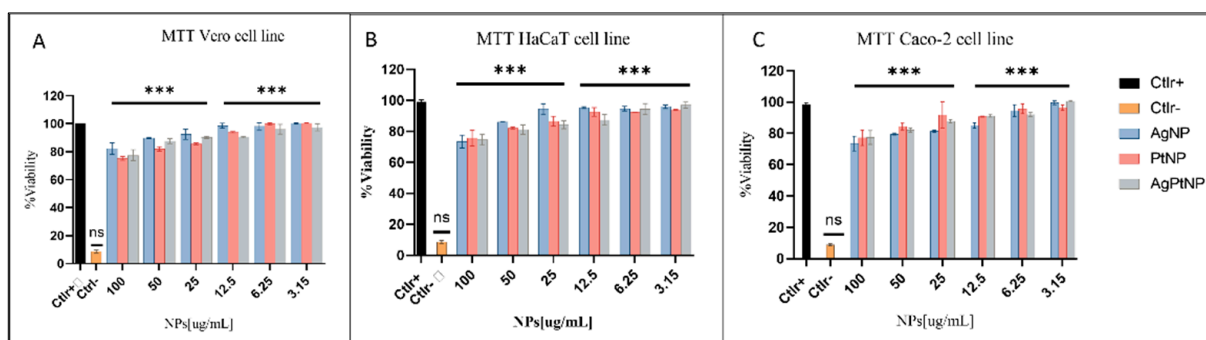 A
MTT Vero cell line
%Viability
120
100
80
60
40
20
0
ns
***
***
Ctlr+
Ctrl-
100
50
25
12.5
6.25
3.15
NPs[ug/mL]
B
MTT HaCaT cell line
%Viability
120
100
80
60
40
20
0
ns
***
***
Ctlr+
Ctlr-
100
50
25
12.5
6.25
3.15
NPs[ug/mL]
C
MTT Caco-2 cell line
%Viability
120
100
80
60
40
20
0
ns
***
***
Ctlr+
Ctlr-
100
50
25
12.5
6.25
3.15
NPs[ug/mL]
Ctlr+
Ctlr-
AgNP
PtNP
AgPtNP